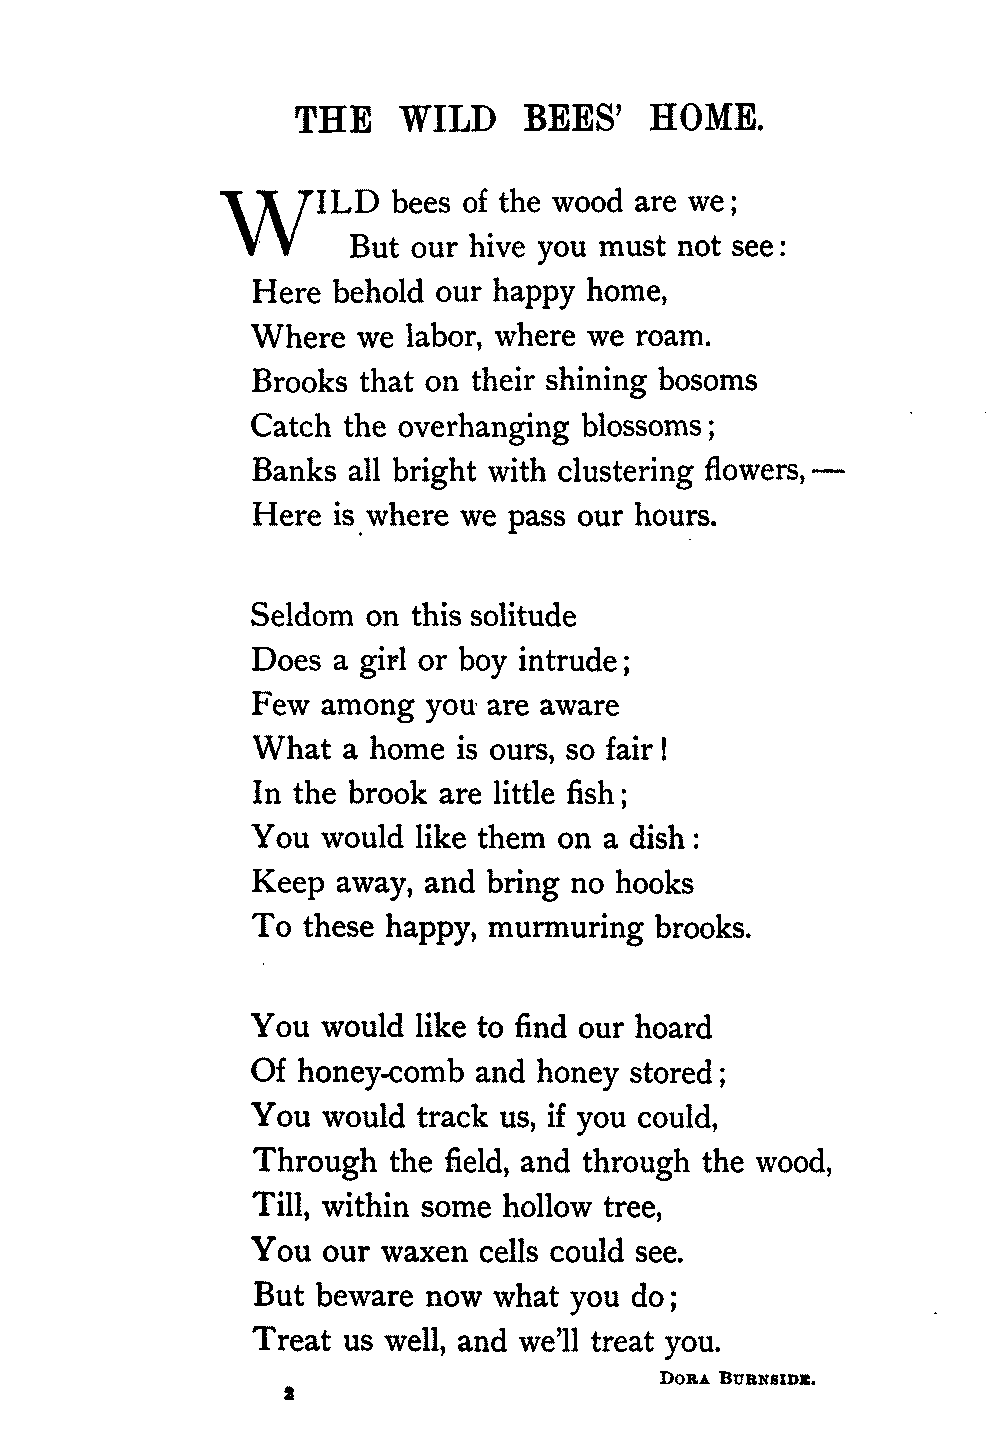 THE WILD BEES' HOME.
WILD bees of the wood are we;
But our hive you must not see:
Here behold our happy home,
Where we labor, where we roam.
Brooks that on their shining bosoms
Catch the overhanging blossoms;
Banks all bright with clustering flowers,—
Here is where we pass our hours.
Seldom on this solitude
Does a girl or boy intrude;
Few among you are aware
What a home is ours, so fair!
In the brook are little fish;
You would like them on a dish:
Keep away, and bring no hooks
To these happy, murmuring brooks.
You would like to find our hoard
Of honey-comb and honey stored;
You would track us, if you could,
Through the field, and through the wood,
Till, within some hollow tree,
You our waxen cells could see.
But beware now what you do;
Treat us well, and we'll treat you.
DORA BURNSIDE.
2